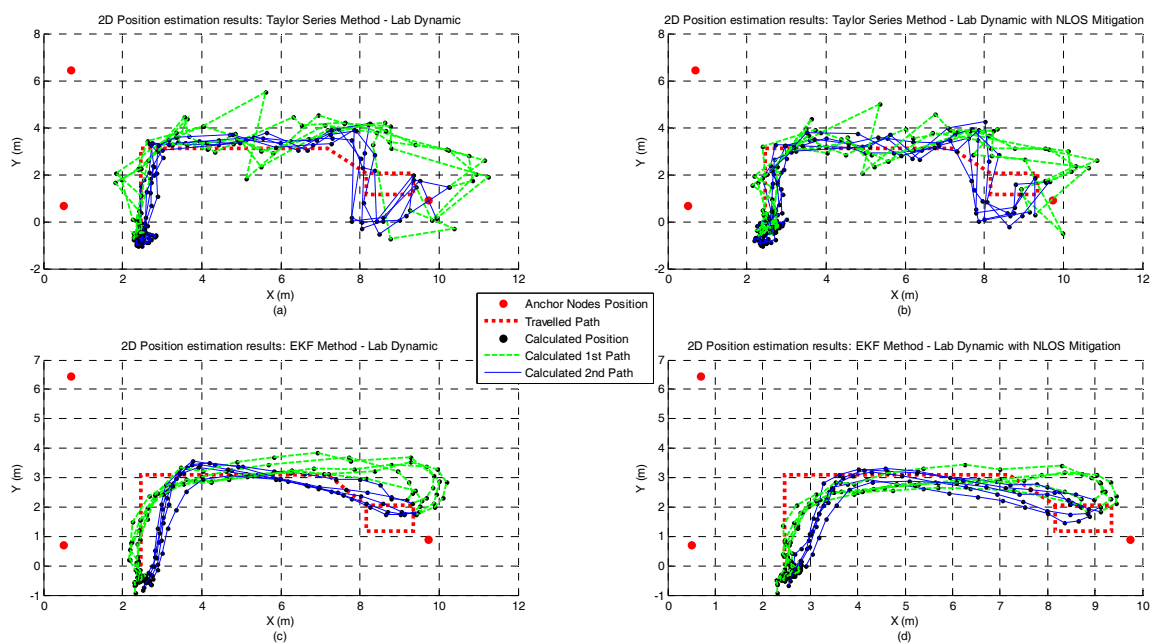 2D Position estimation results: Taylor Series Method - Lab Dynamic
2D Position estimation results: Taylor Series Method - Lab Dynamic with NLOS Mitigation
8
6
4
2
0
-2
Y (m)
0 2 4 6 8 10 12
X (m)
(a)
8
6
4
2
0
-2
Y (m)
0 2 4 6 8 10 12
X (m)
(b)
Anchor Nodes Position
Travelled Path
Calculated Position
Calculated 1st Path
Calculated 2nd Path
2D Position estimation results: EKF Method - Lab Dynamic
2D Position estimation results: EKF Method - Lab Dynamic with NLOS Mitigation
7
6
5
4
3
2
1
0
-1
Y (m)
0 2 4 6 8 10 12
X (m)
(c)
7
6
5
4
3
2
1
0
-1
Y (m)
0 1 2 3 4 5 6 7 8 9 10
X (m)
(d)